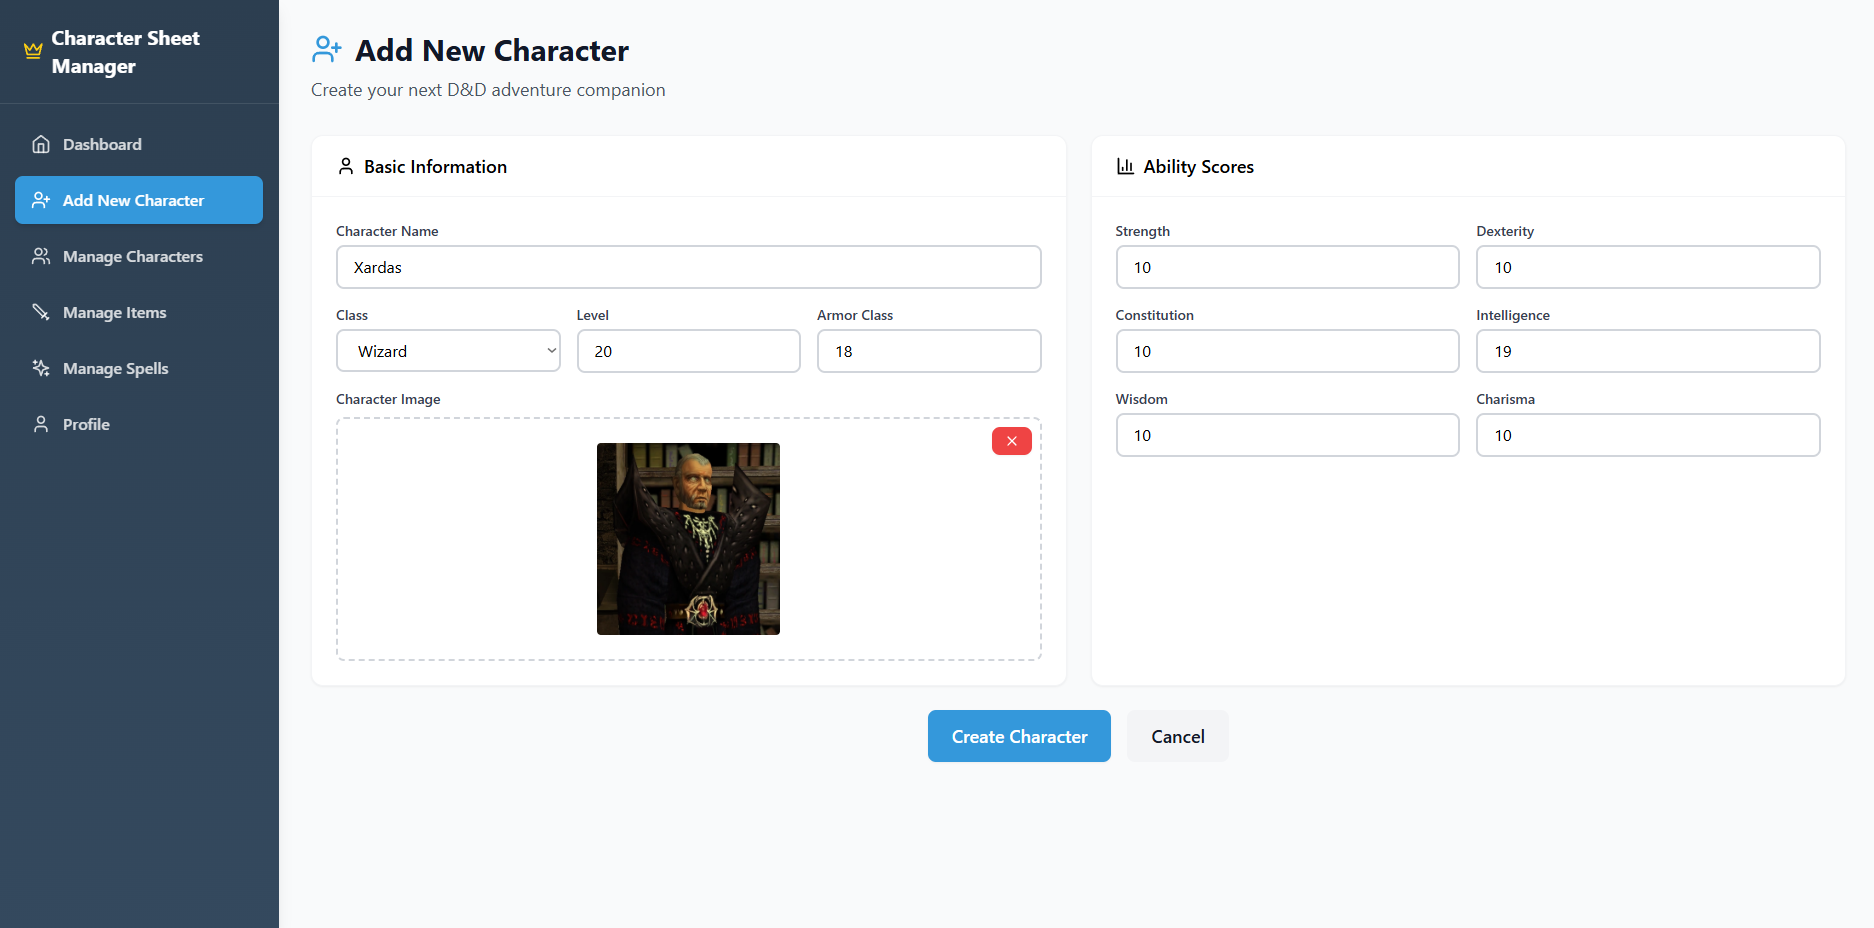 Character Sheet
Manager
Dashboard
Add New Character
Manage Characters
Manage Items
Manage Spells
Profile
Add New Character
Create your next D&D adventure companion
Basic Information
Character Name
Xardas
Class
Level
Armor Class
Wizard
20
18
Character Image
Ability Scores
Strength
Dexterity
10
10
Constitution
Intelligence
10
19
Wisdom
Charisma
10
10
Create Character
Cancel